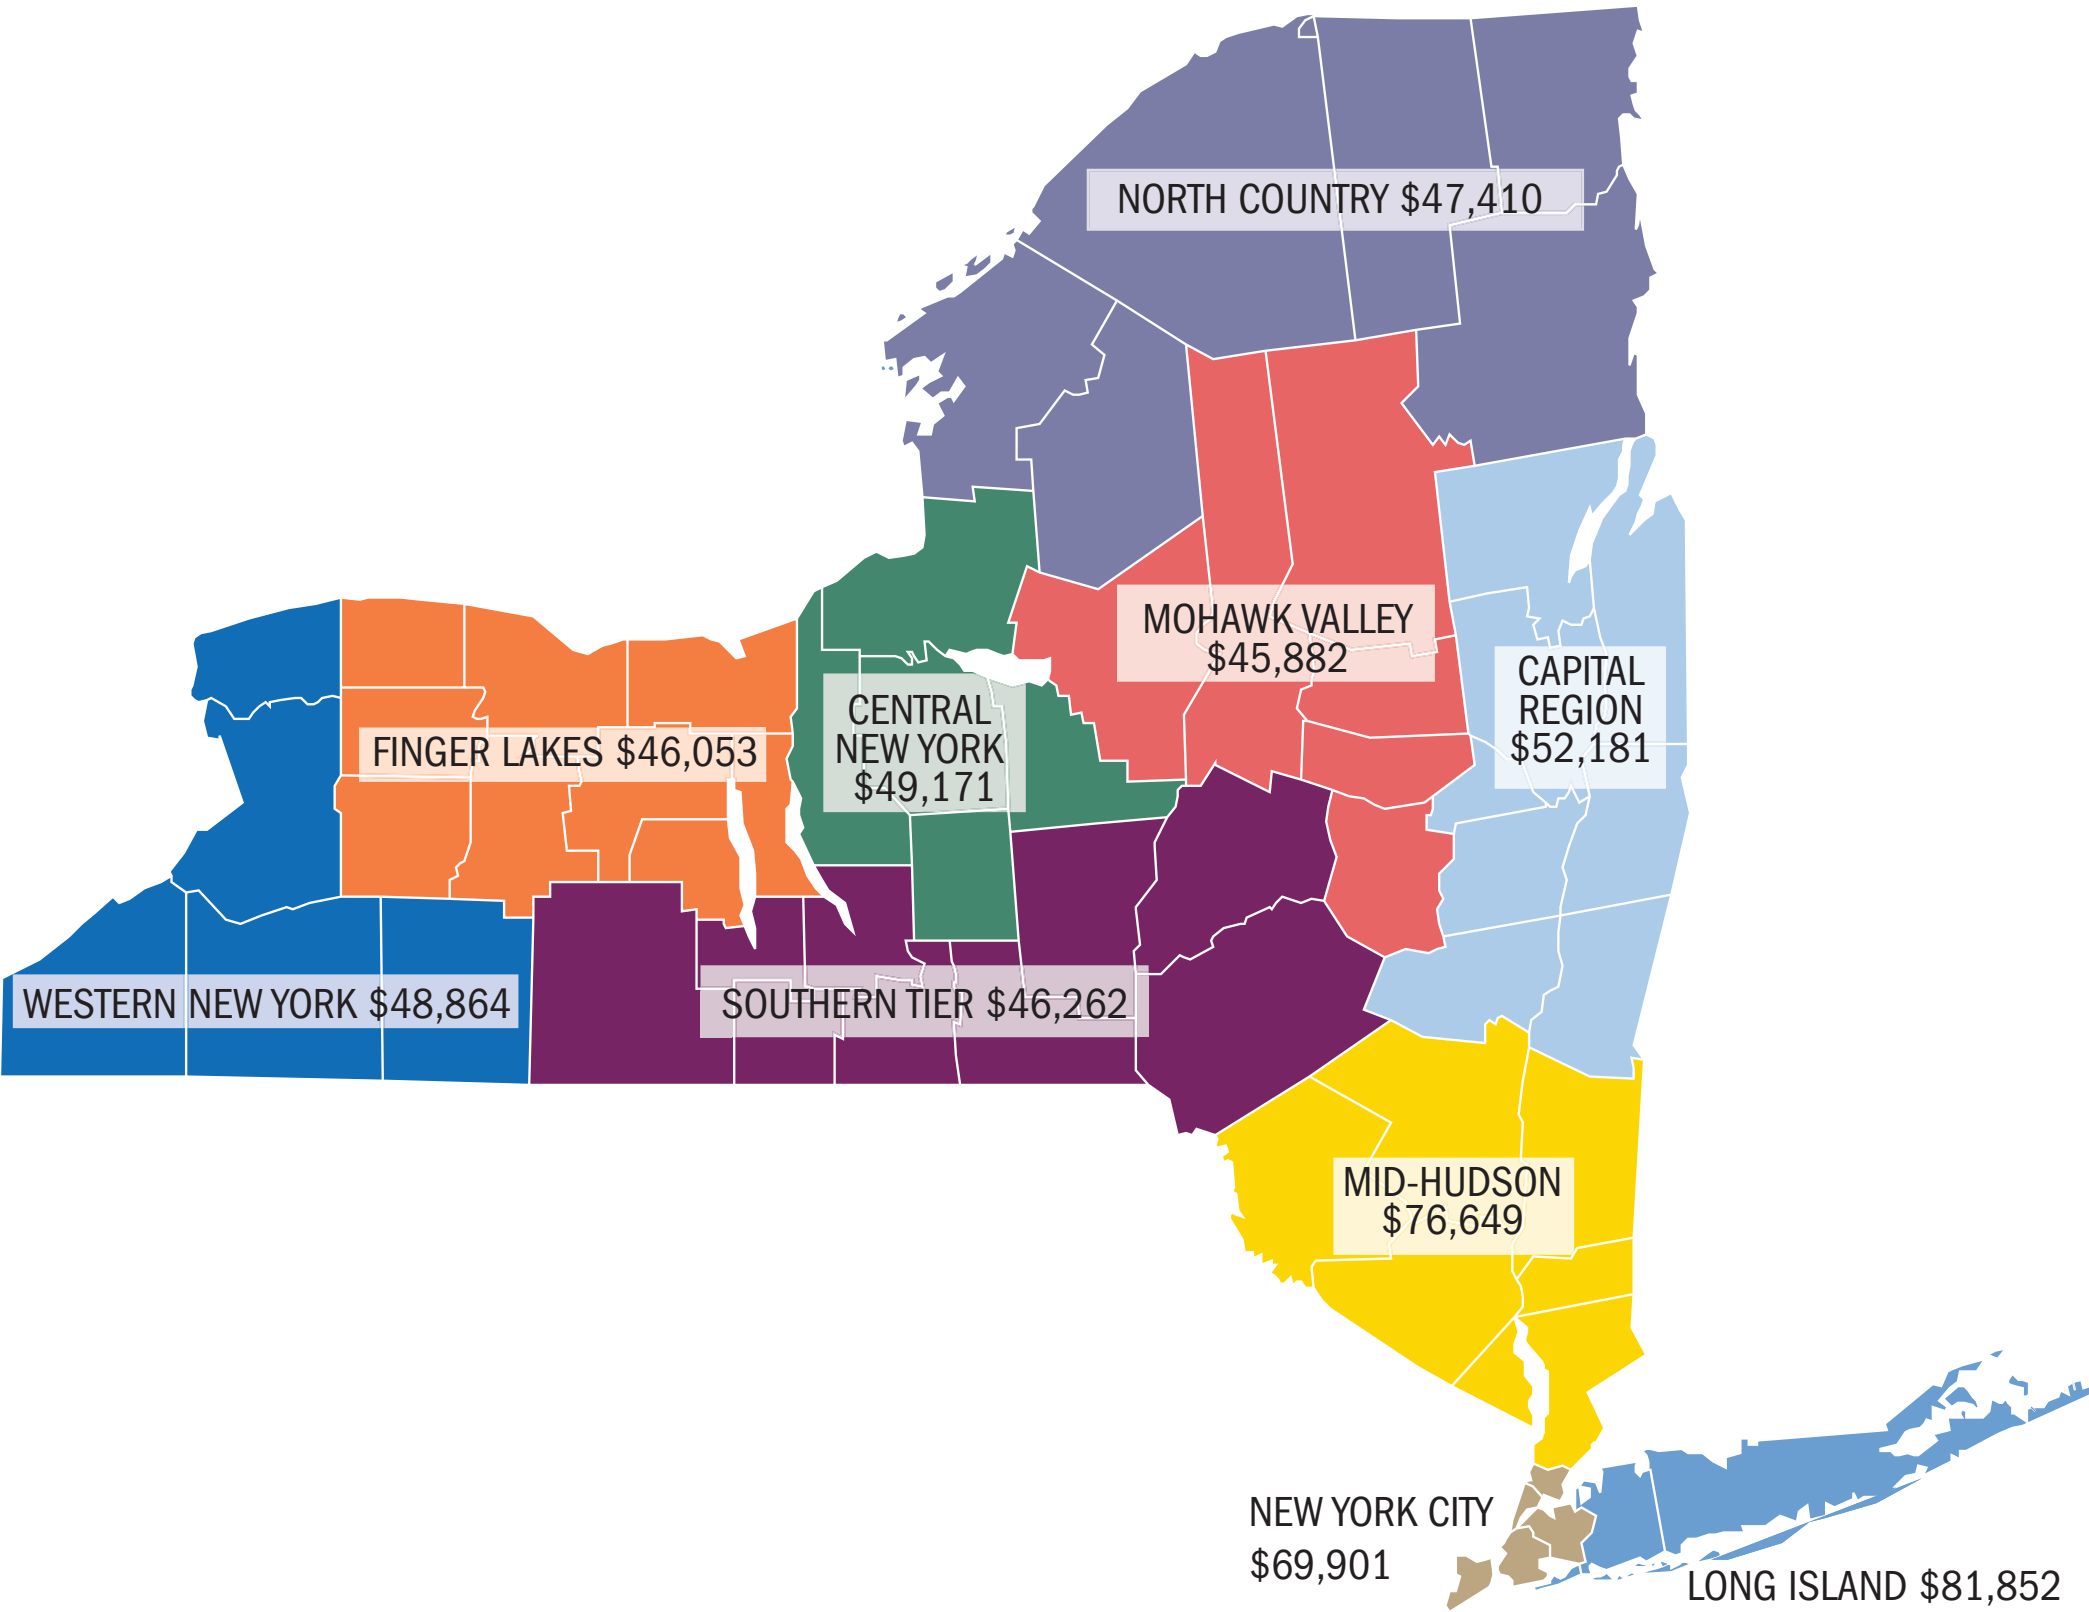 NORTH COUNTRY $47,410
MOHAWK VALLEY
$45,882
CAPITAL
REGION
$52,181
CENTRAL
NEW YORK
$49,171
FINGER LAKES $46,053
WESTERN NEW YORK $48,864
SOUTHERN TIER $46,262
MID-HUDSON
$76,649
NEW YORK CITY
$69,901
LONG ISLAND $81,852